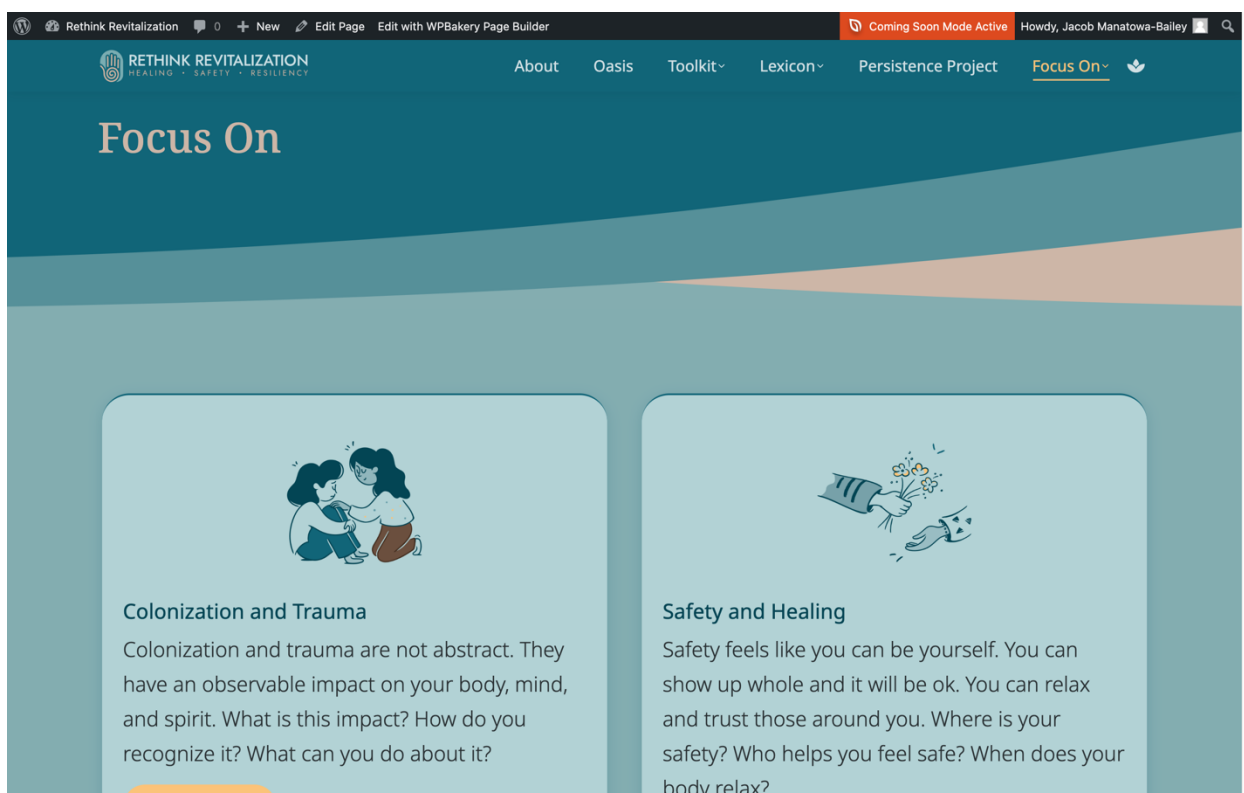 Rethink Revitalization 0 + New Edit Page Edit with WPBakery Page Builder Coming Soon Mode Active Howdy, Jacob Manatowa-Bailey
RETHINK REVITALIZATION
HEALING · SAFETY · RESILIENCY
About Oasis Toolkit Lexicon Persistence Project Focus On
Focus On
Colonization and Trauma
Colonization and trauma are not abstract. They
have an observable impact on your body, mind,
and spirit. What is this impact? How do you
recognize it? What can you do about it?
Safety and Healing
Safety feels like you can be yourself. You can
show up whole and it will be ok. You can relax
and trust those around you. Where is your
safety? Who helps you feel safe? When does your
body relax?